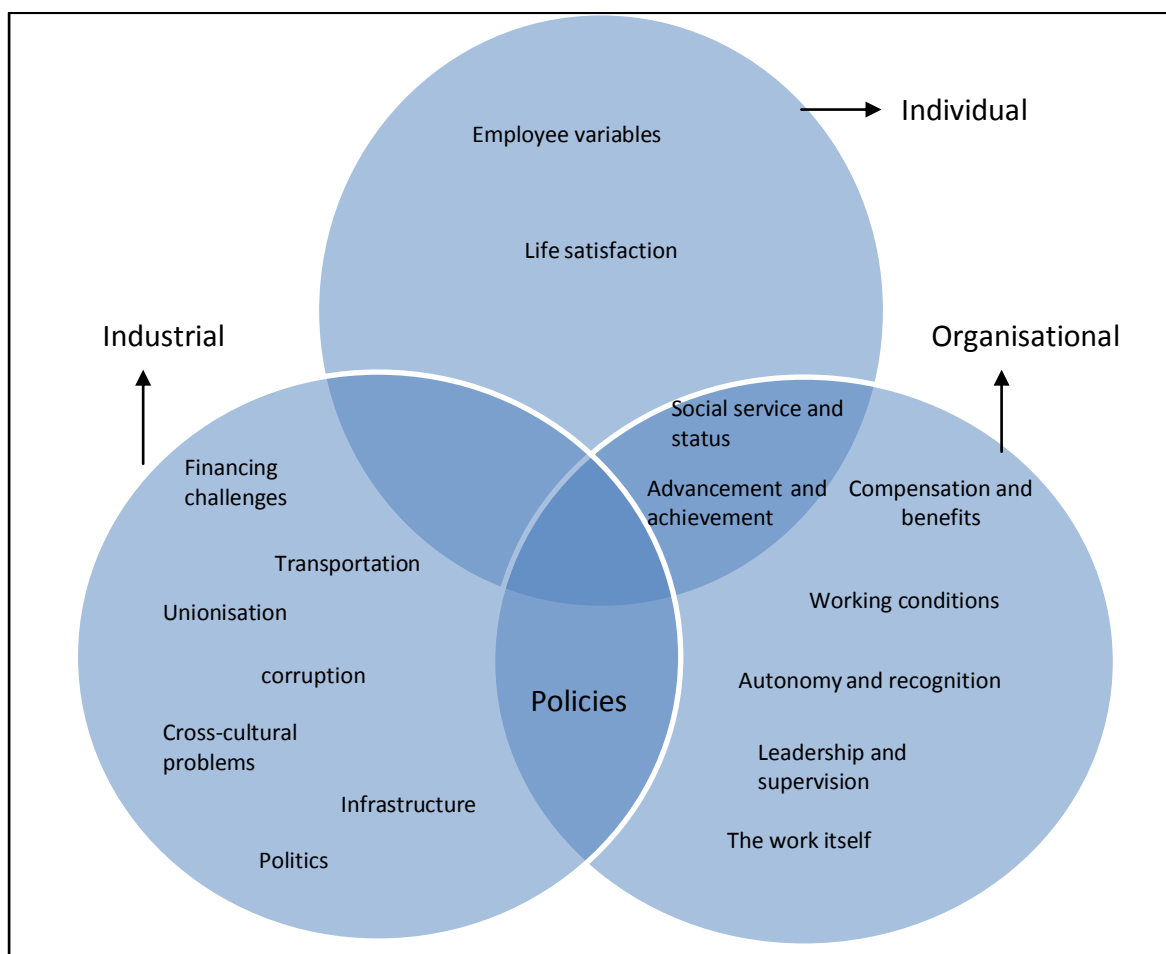 Individual
Employee variables
Life satisfaction
Industrial
Organisational
Social service and
status
Financing
challenges
Advancement and
achievement
Compensation and
benefits
Transportation
Unionisation
Working conditions
corruption
Autonomy and recognition
Policies
Cross-cultural
problems
Leadership and
supervision
Infrastructure
The work itself
Politics